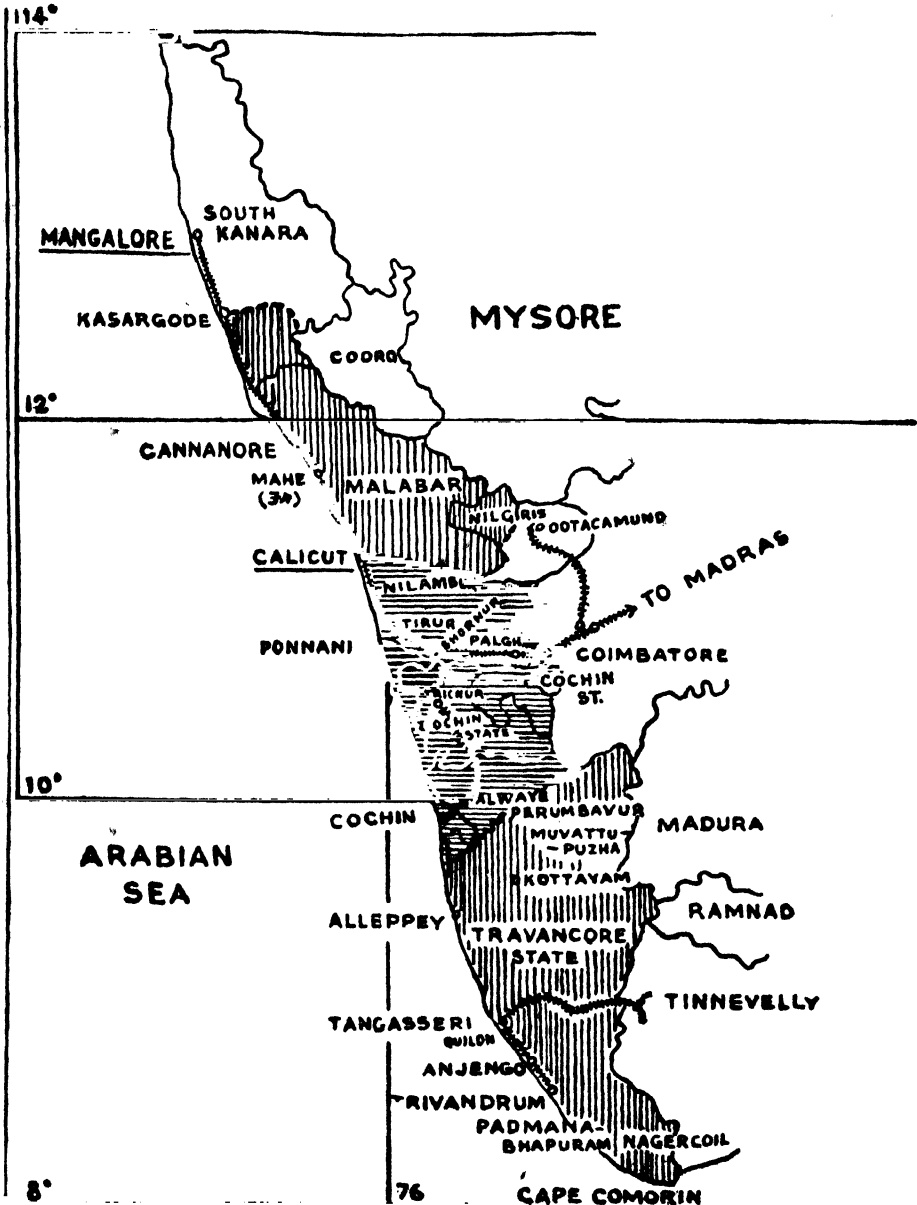 114°
SOUTH
KANARA
MANGALORE
KASARGODE
MYSORE
COORG
12°
CANNANORE
MAHE
MALABAR
NILGIRIS
OOTACAMUND
CALICUT
TO MADRAS
TIRUR
PONNANI
COIMBATORE
COCHIN
ST.
STATE
10°
ALWAYE
PERUMBAVUR
COCHIN
MUVATTU-
PUZHA
MADURA
ARABIAN
SEA
KOTTAYAM
RAMNAD
ALLEPPEY
TRAVANCORE
STATE
TINNEVELLY
TANGASSERI
QUILON
ANJENGO
RIVANDRUM
PADMANA-
BHAPURAM
NAGERCOIL
8°
76
CAPE COMORIN